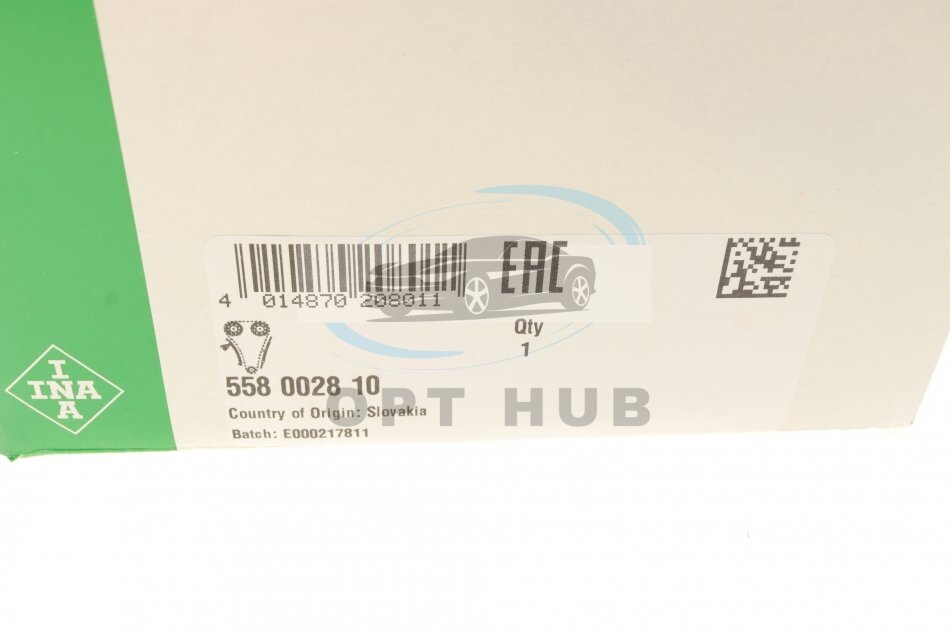 EAC
4 014870 208011
Qty
1
558 0028 10
Country of Origin: Slovakia
Batch: E000217811
I
INA
A
OPT HUB